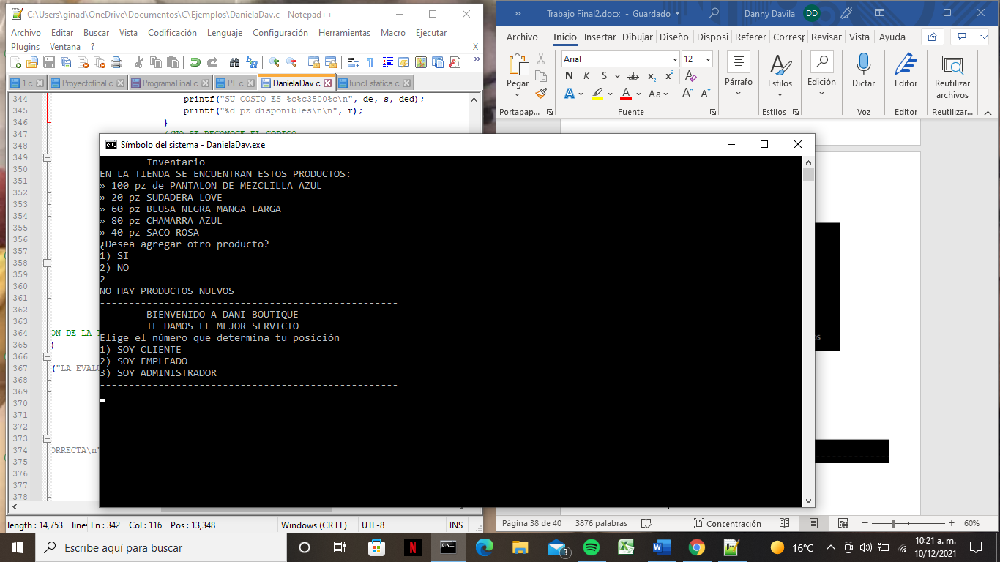 C:\Users\ginad\OneDrive\Documentos\C\Ejemplos\DanielaDav.c - Notepad++
Archivo Editar Buscar Vista Codificación Lenguaje Configuración Herramientas Macro Ejecutar
Plugins Ventana ? X
1.c Proyectofinal.c ProgramaFinal.c PF.c DanielaDav.c funcEstatica.c
344 printf("SU COSTO ES %c%c3500%c\n", de, s, ded);
345 printf("%d pz disponibles\n\n", r);
346 }
347 //NO SE RECONOCE EL CODIGO
348
349
350
351
352
353
354
355
356
357
358
359
360
361
362
363
364 ON DE LA T
365 )
366
367 ("LA EVAL
368
369
370
371
372
373
374 ORRECTA\n"
375
376
377
378
length : 14,753 lines Ln : 342 Col : 116 Pos : 13,348 Windows (CR LF) UTF-8 INS
Trabajo Final2.docx - Guardado Danny Davila DD
Archivo Inicio Insertar Dibujar Diseño Disposi Referer Corresp Revisar Vista Ayuda
Pegar
Portapap...
Arial 12
N K S ab x₂ x²
A A Aa A A
Fuente
Párrafo
Estilos
Estilos
Edición
Dictar
Voz
Editor
Editor
Reutilizar archivos
Reutilizar...
Símbolo del sistema - DanielaDav.exe
Inventario
EN LA TIENDA SE ENCUENTRAN ESTOS PRODUCTOS:
» 100 pz de PANTALON DE MEZCLILLA AZUL
» 20 pz SUDADERA LOVE
» 60 pz BLUSA NEGRA MANGA LARGA
» 80 pz CHAMARRA AZUL
» 40 pz SACO ROSA
¿Desea agregar otro producto?
1) SI
2) NO
2
NO HAY PRODUCTOS NUEVOS
---------------------------------------------------
BIENVENIDO A DANI BOUTIQUE
TE DAMOS EL MEJOR SERVICIO
Elige el número que determina tu posición
1) SOY CLIENTE
2) SOY EMPLEADO
3) SOY ADMINISTRADOR
---------------------------------------------------
Página 38 de 40 3876 palabras Concentración 60%
Escribe aquí para buscar
3
16°C
10:21 a. m.
10/12/2021